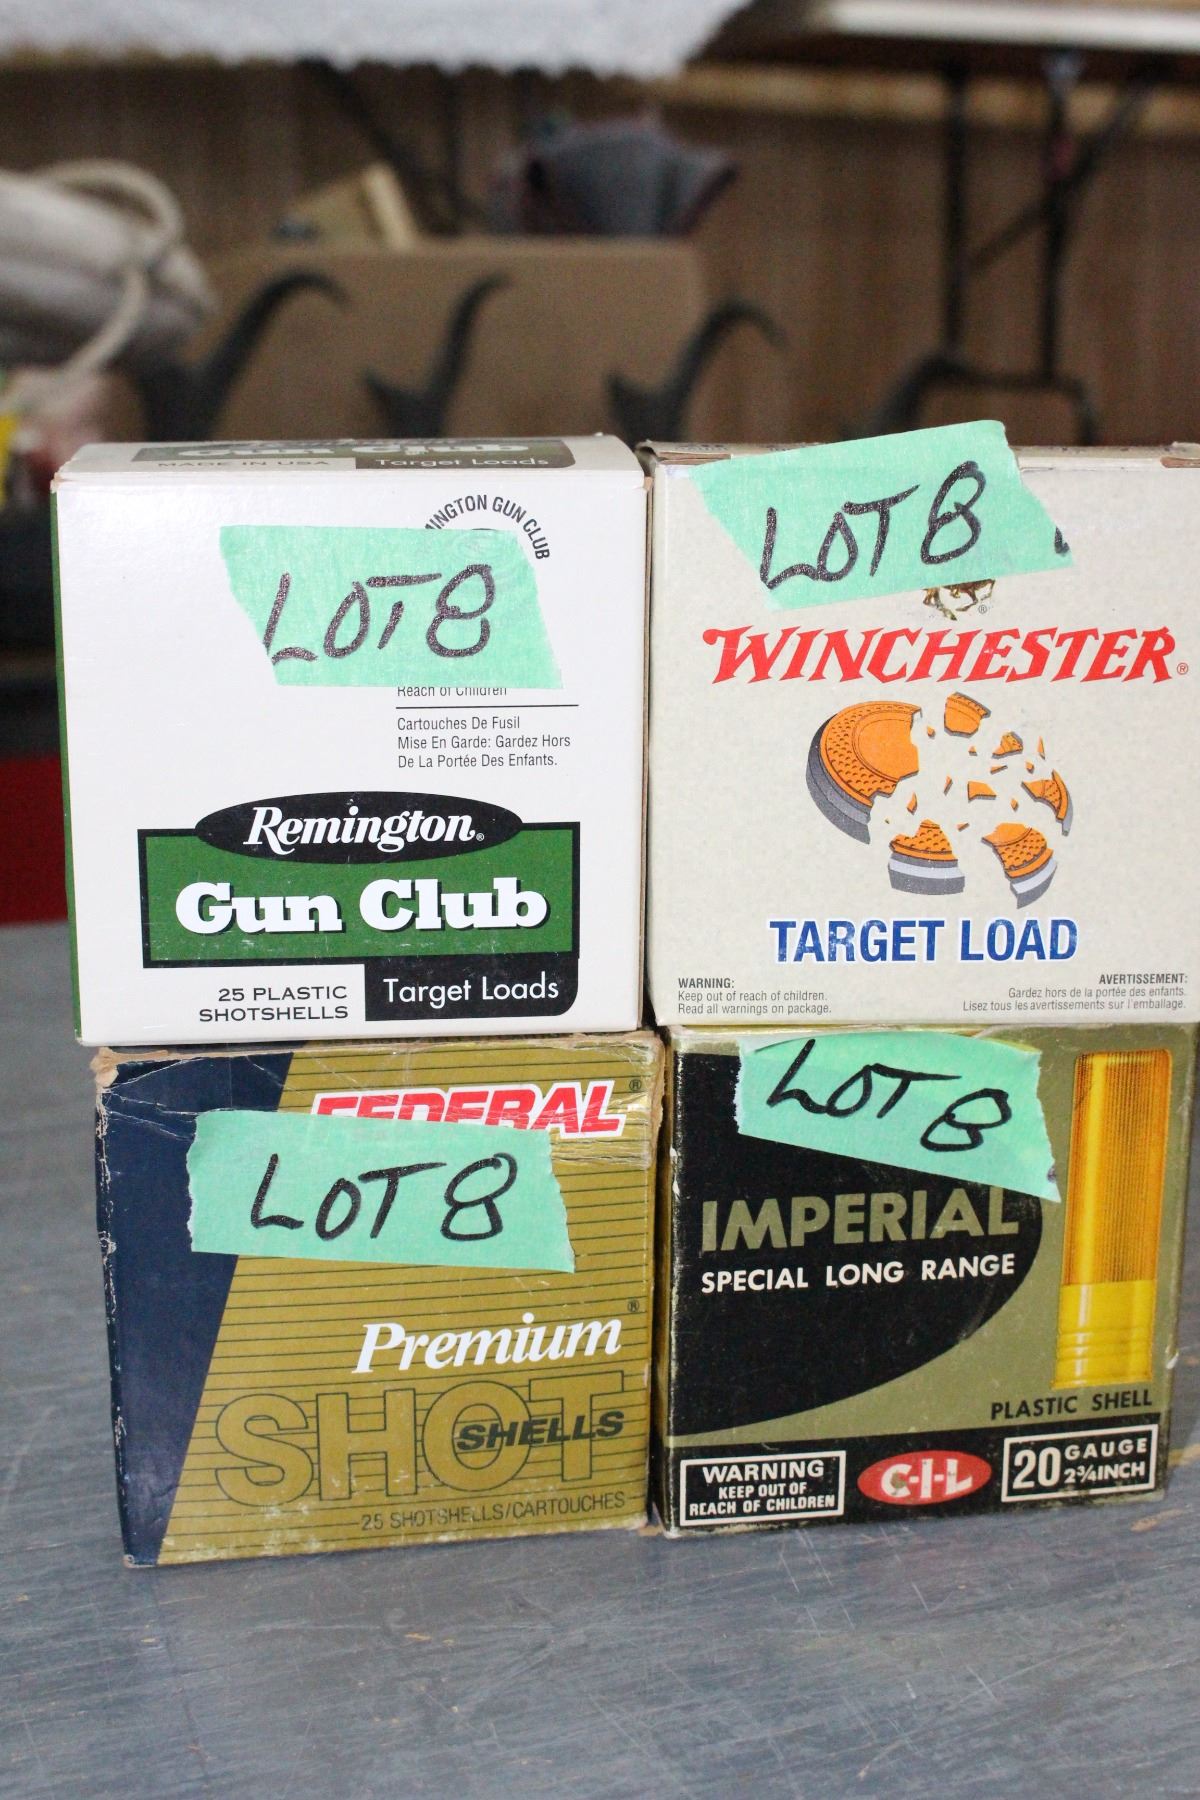 MADE IN USA Target Loads
MINGTON GUN CLUB
LOT 8
Reach of Children
Cartouches De Fusil
Mise En Garde: Gardez Hors
De La Portée Des Enfants.
Remington®
Gun Club
25 PLASTIC
SHOTSHELLS
Target Loads
LOT 8
®
WINCHESTER®
TARGET LOAD
WARNING:
Keep out of reach of children.
Read all warnings on package.
AVERTISSEMENT:
Gardez hors de la portée des enfants.
Lisez tous les avertissements sur l'emballage.
FEDERAL®
LOT 8
Premium®
SHOT
SHELLS
25 SHOTSHELLS/CARTOUCHES
LOT 8
IMPERIAL
SPECIAL LONG RANGE
PLASTIC SHELL
WARNING
KEEP OUT OF
REACH OF CHILDREN
C-I-L
20 GAUGE
2¾ INCH